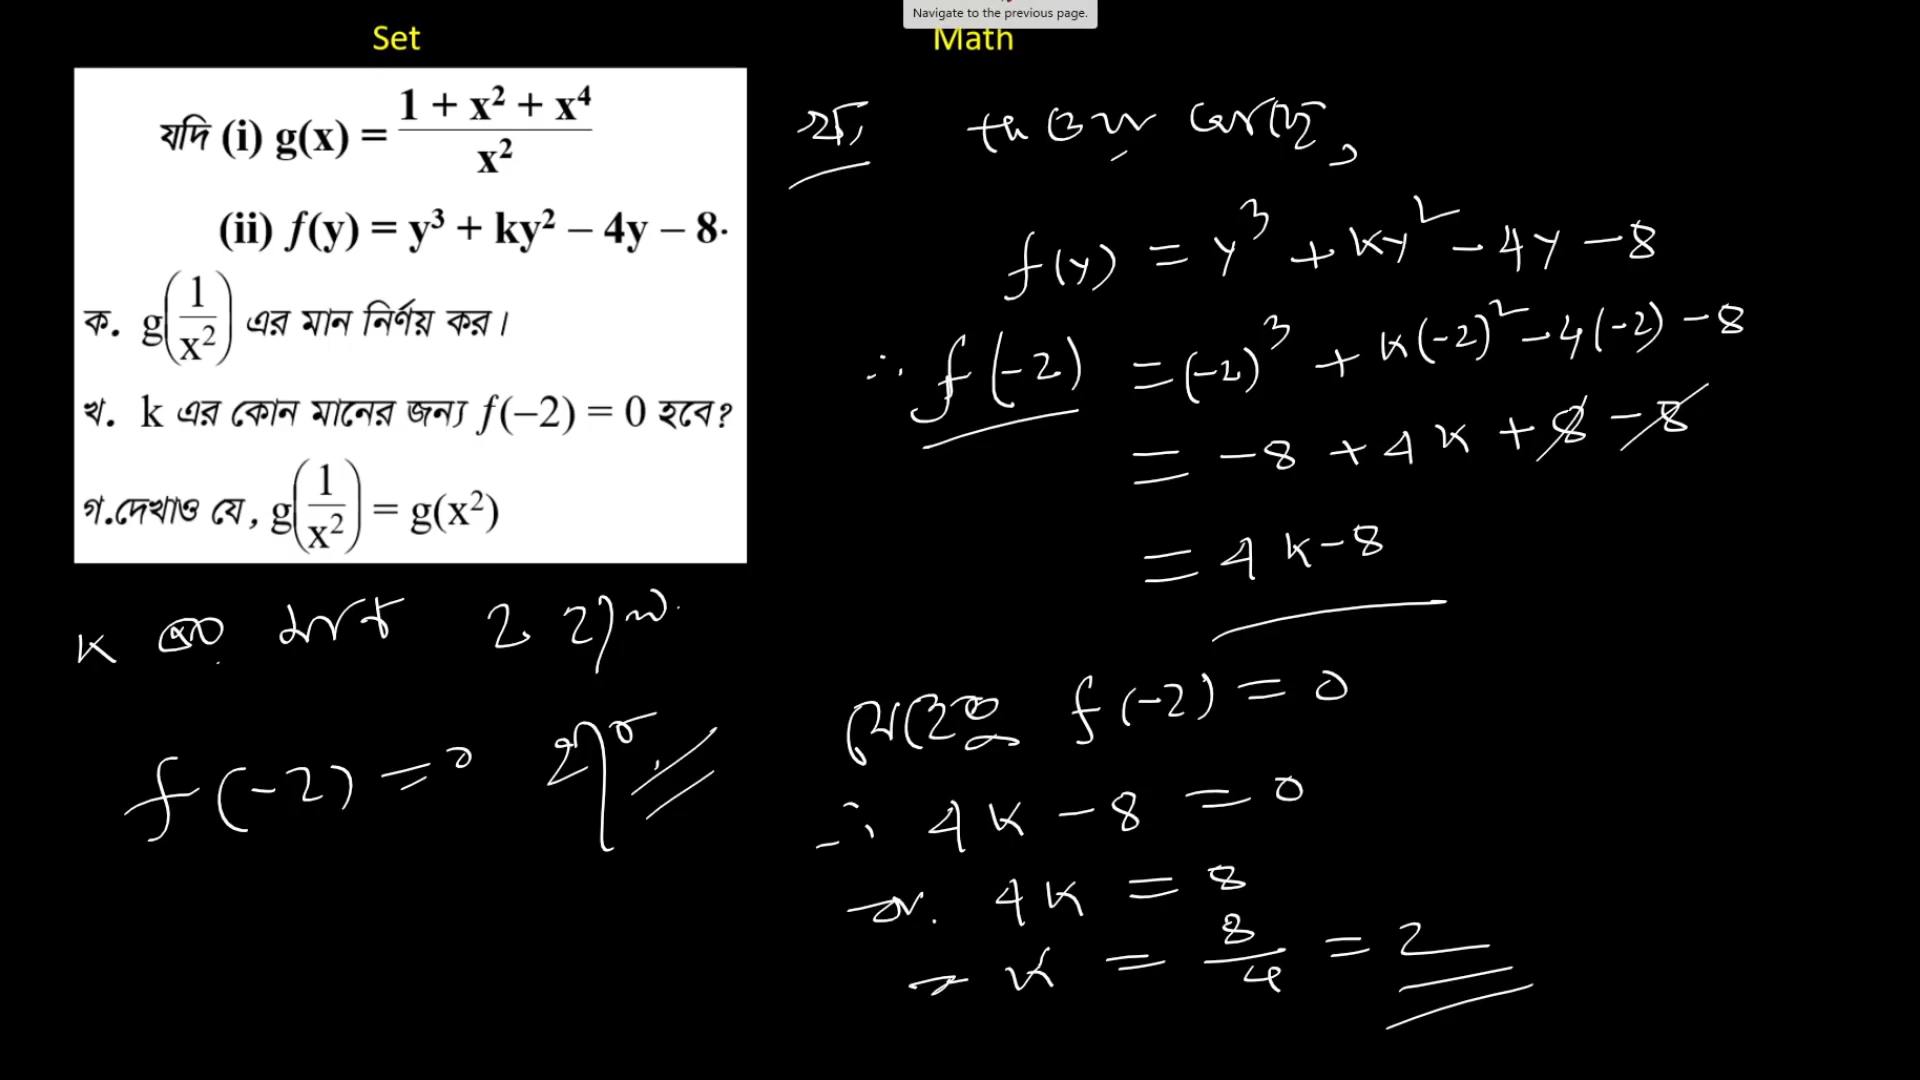 Navigate to the previous page.
Set
Math
যদি (i) g(x) = (1 + x² + x⁴)/x²
(ii) f(y) = y³ + ky² – 4y – 8·
ক. g(1/x²) এর মান নির্ণয় কর।
খ. k এর কোন মানের জন্য f(–2) = 0 হবে?
গ.দেখাও যে, g(1/x²) = g(x²)
k এর মান 2 হলে
f(-2) = 0 হবে
খ,
দেওয়া আছে,
f(y) = y³ + ky² - 4y - 8
∴ f(-2) = (-2)³ + k(-2)² - 4(-2) - 8
= -8 + 4k + 8 - 8
= 4k - 8
যেহেতু f(-2) = 0
∴ 4k - 8 = 0
বা. 4k = 8
k = 8/4 = 2